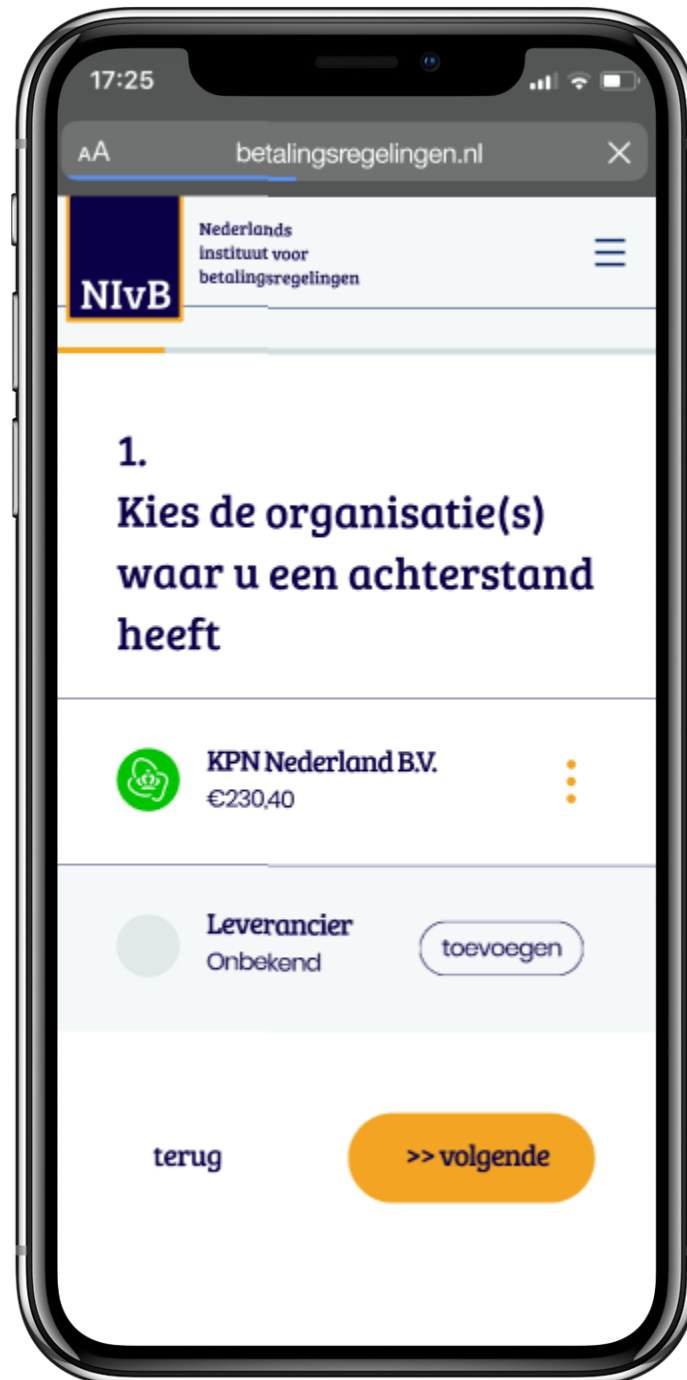 17:25
AA betalingsregelingen.nl
Nederlands
instituut voor
betalingsregelingen
NIvB
1.
Kies de organisatie(s)
waar u een achterstand
heeft
KPN Nederland B.V.
€230,40
Leverancier
Onbekend
toevoegen
terug
>> volgende